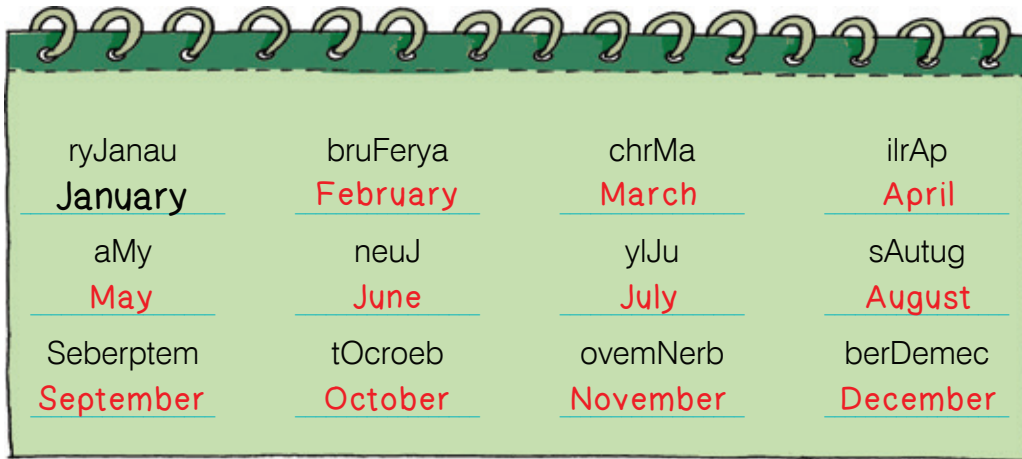 ryJanau bruFerya chrMa ilrAp
January February March April
aMy neuJ ylJu sAutug
May June July August
Seberptem tOcroeb ovemNerb berDemec
September October November December